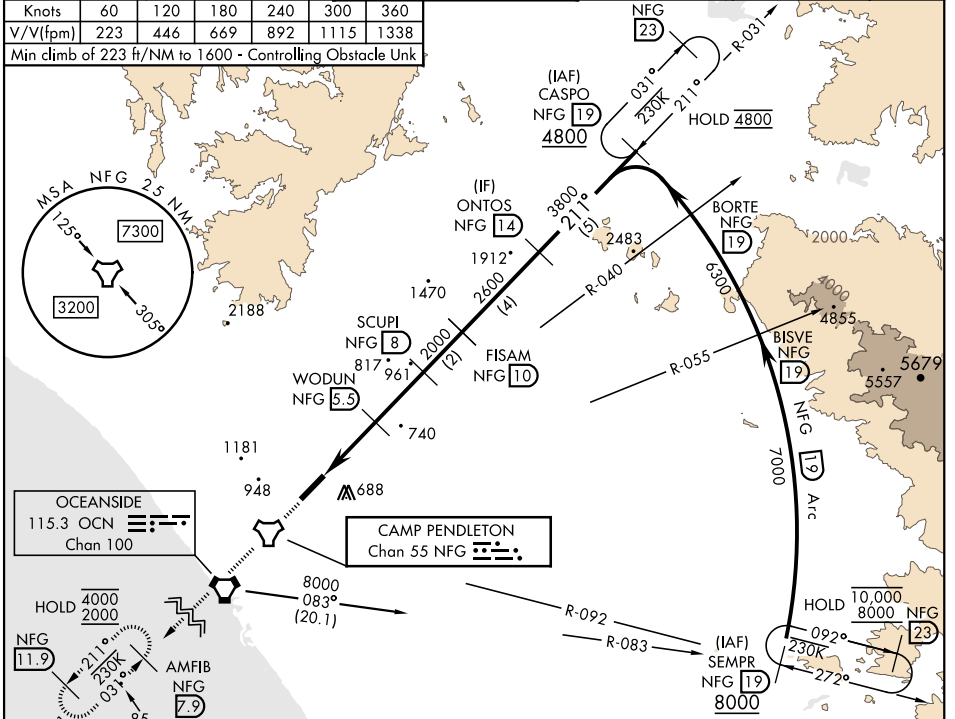 Knots 60 120 180 240 300 360
V/V(fpm) 223 446 669 892 1115 1338
Min climb of 223 ft/NM to 1600 - Controlling Obstacle Unk
NFG
23
R-031
031°
230K
211°
(IAF)
CASPO
NFG 19
4800
HOLD 4800
MSA NFG 25 NM
125°
7300
3200
305°
(IF)
ONTOS
NFG 14
3800
211°
(5)
BORTE
NFG
19
2483
2000
1912
R-040
6300
4000
4855
1470
2600
(4)
2188
SCUPI
NFG 8
2000
(2)
817
961
FISAM
NFG 10
R-055
BISVE
NFG
19
5557
5679
WODUN
NFG 5.5
740
NFG 19 Arc
7000
1181
948
688
OCEANSIDE
115.3 OCN
Chan 100
CAMP PENDLETON
Chan 55 NFG
8000
083°
(20.1)
HOLD 4000
2000
R-092
R-083
HOLD 10,000
8000
NFG
23
092°
230K
272°
(IAF)
SEMPR
NFG 19
8000
NFG
11.9
211°
230K
031°
AMFIB
NFG
7.9